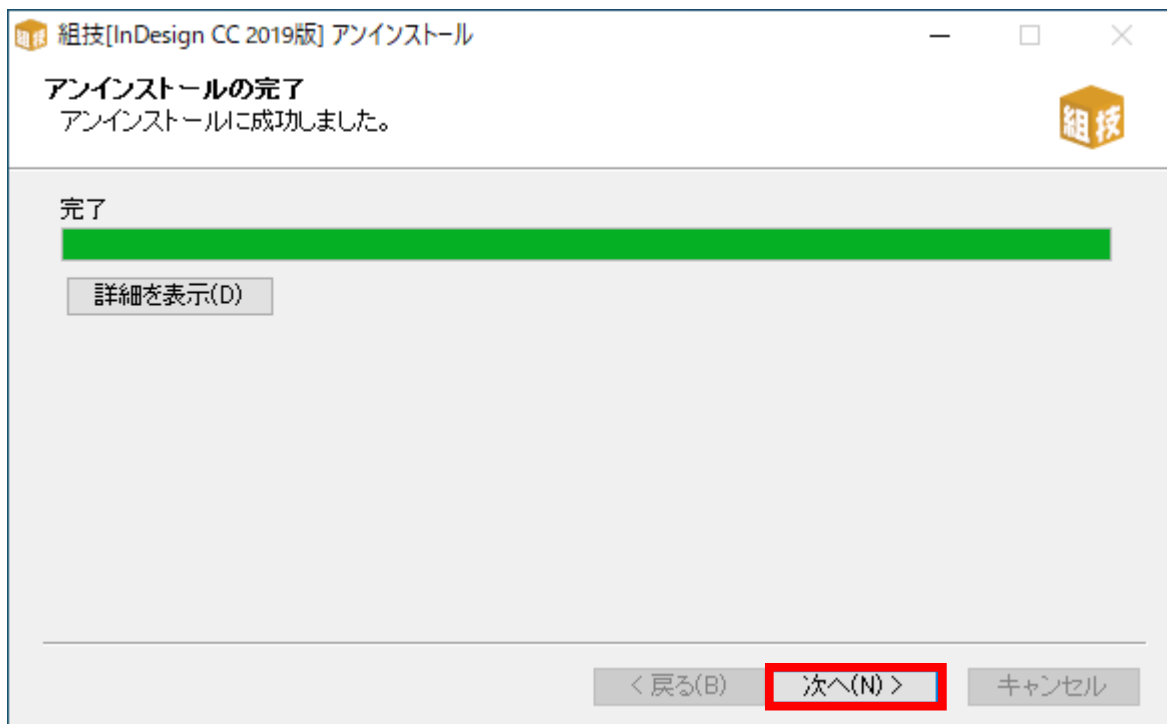 組技 組技[InDesign CC 2019版] アンインストール
アンインストールの完了
アンインストールに成功しました。
組技
完了
詳細を表示(D)
< 戻る(B) 次へ(N) > キャンセル